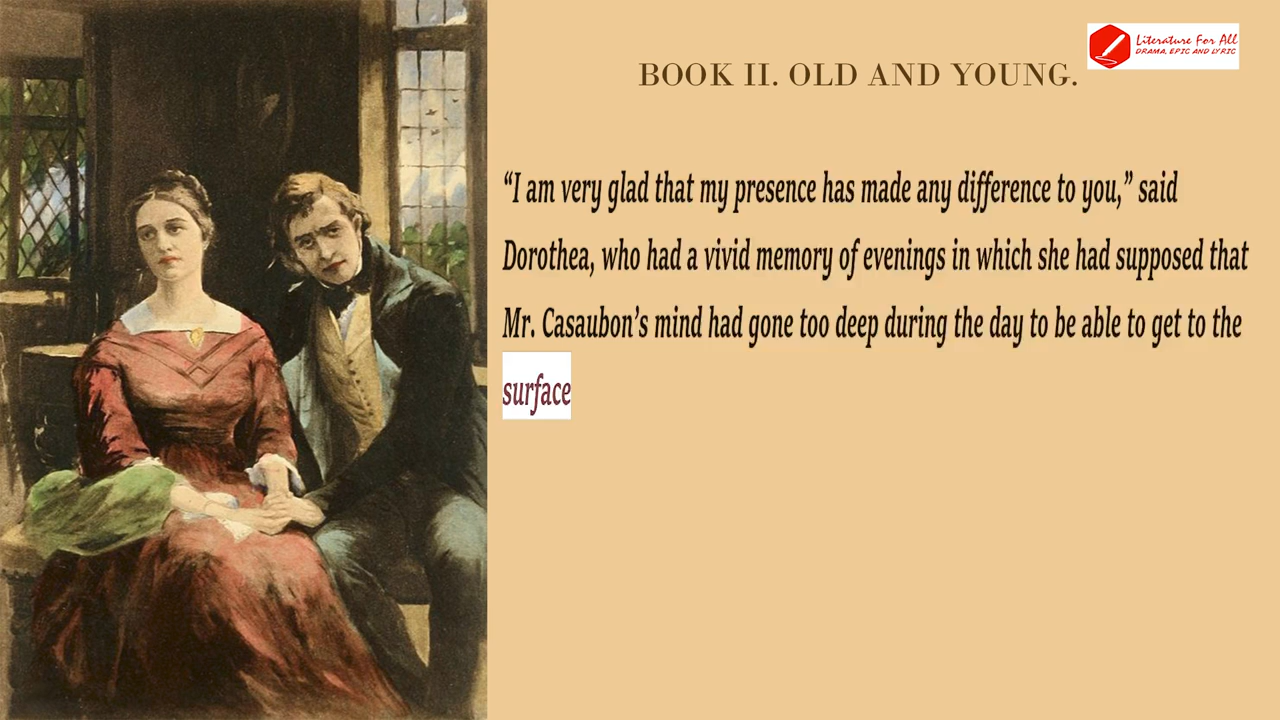 Literature For All
DRAMA, EPIC AND LYRIC
BOOK II. OLD AND YOUNG.
“I am very glad that my presence has made any difference to you,” said
Dorothea, who had a vivid memory of evenings in which she had supposed that
Mr. Casaubon’s mind had gone too deep during the day to be able to get to the
surface